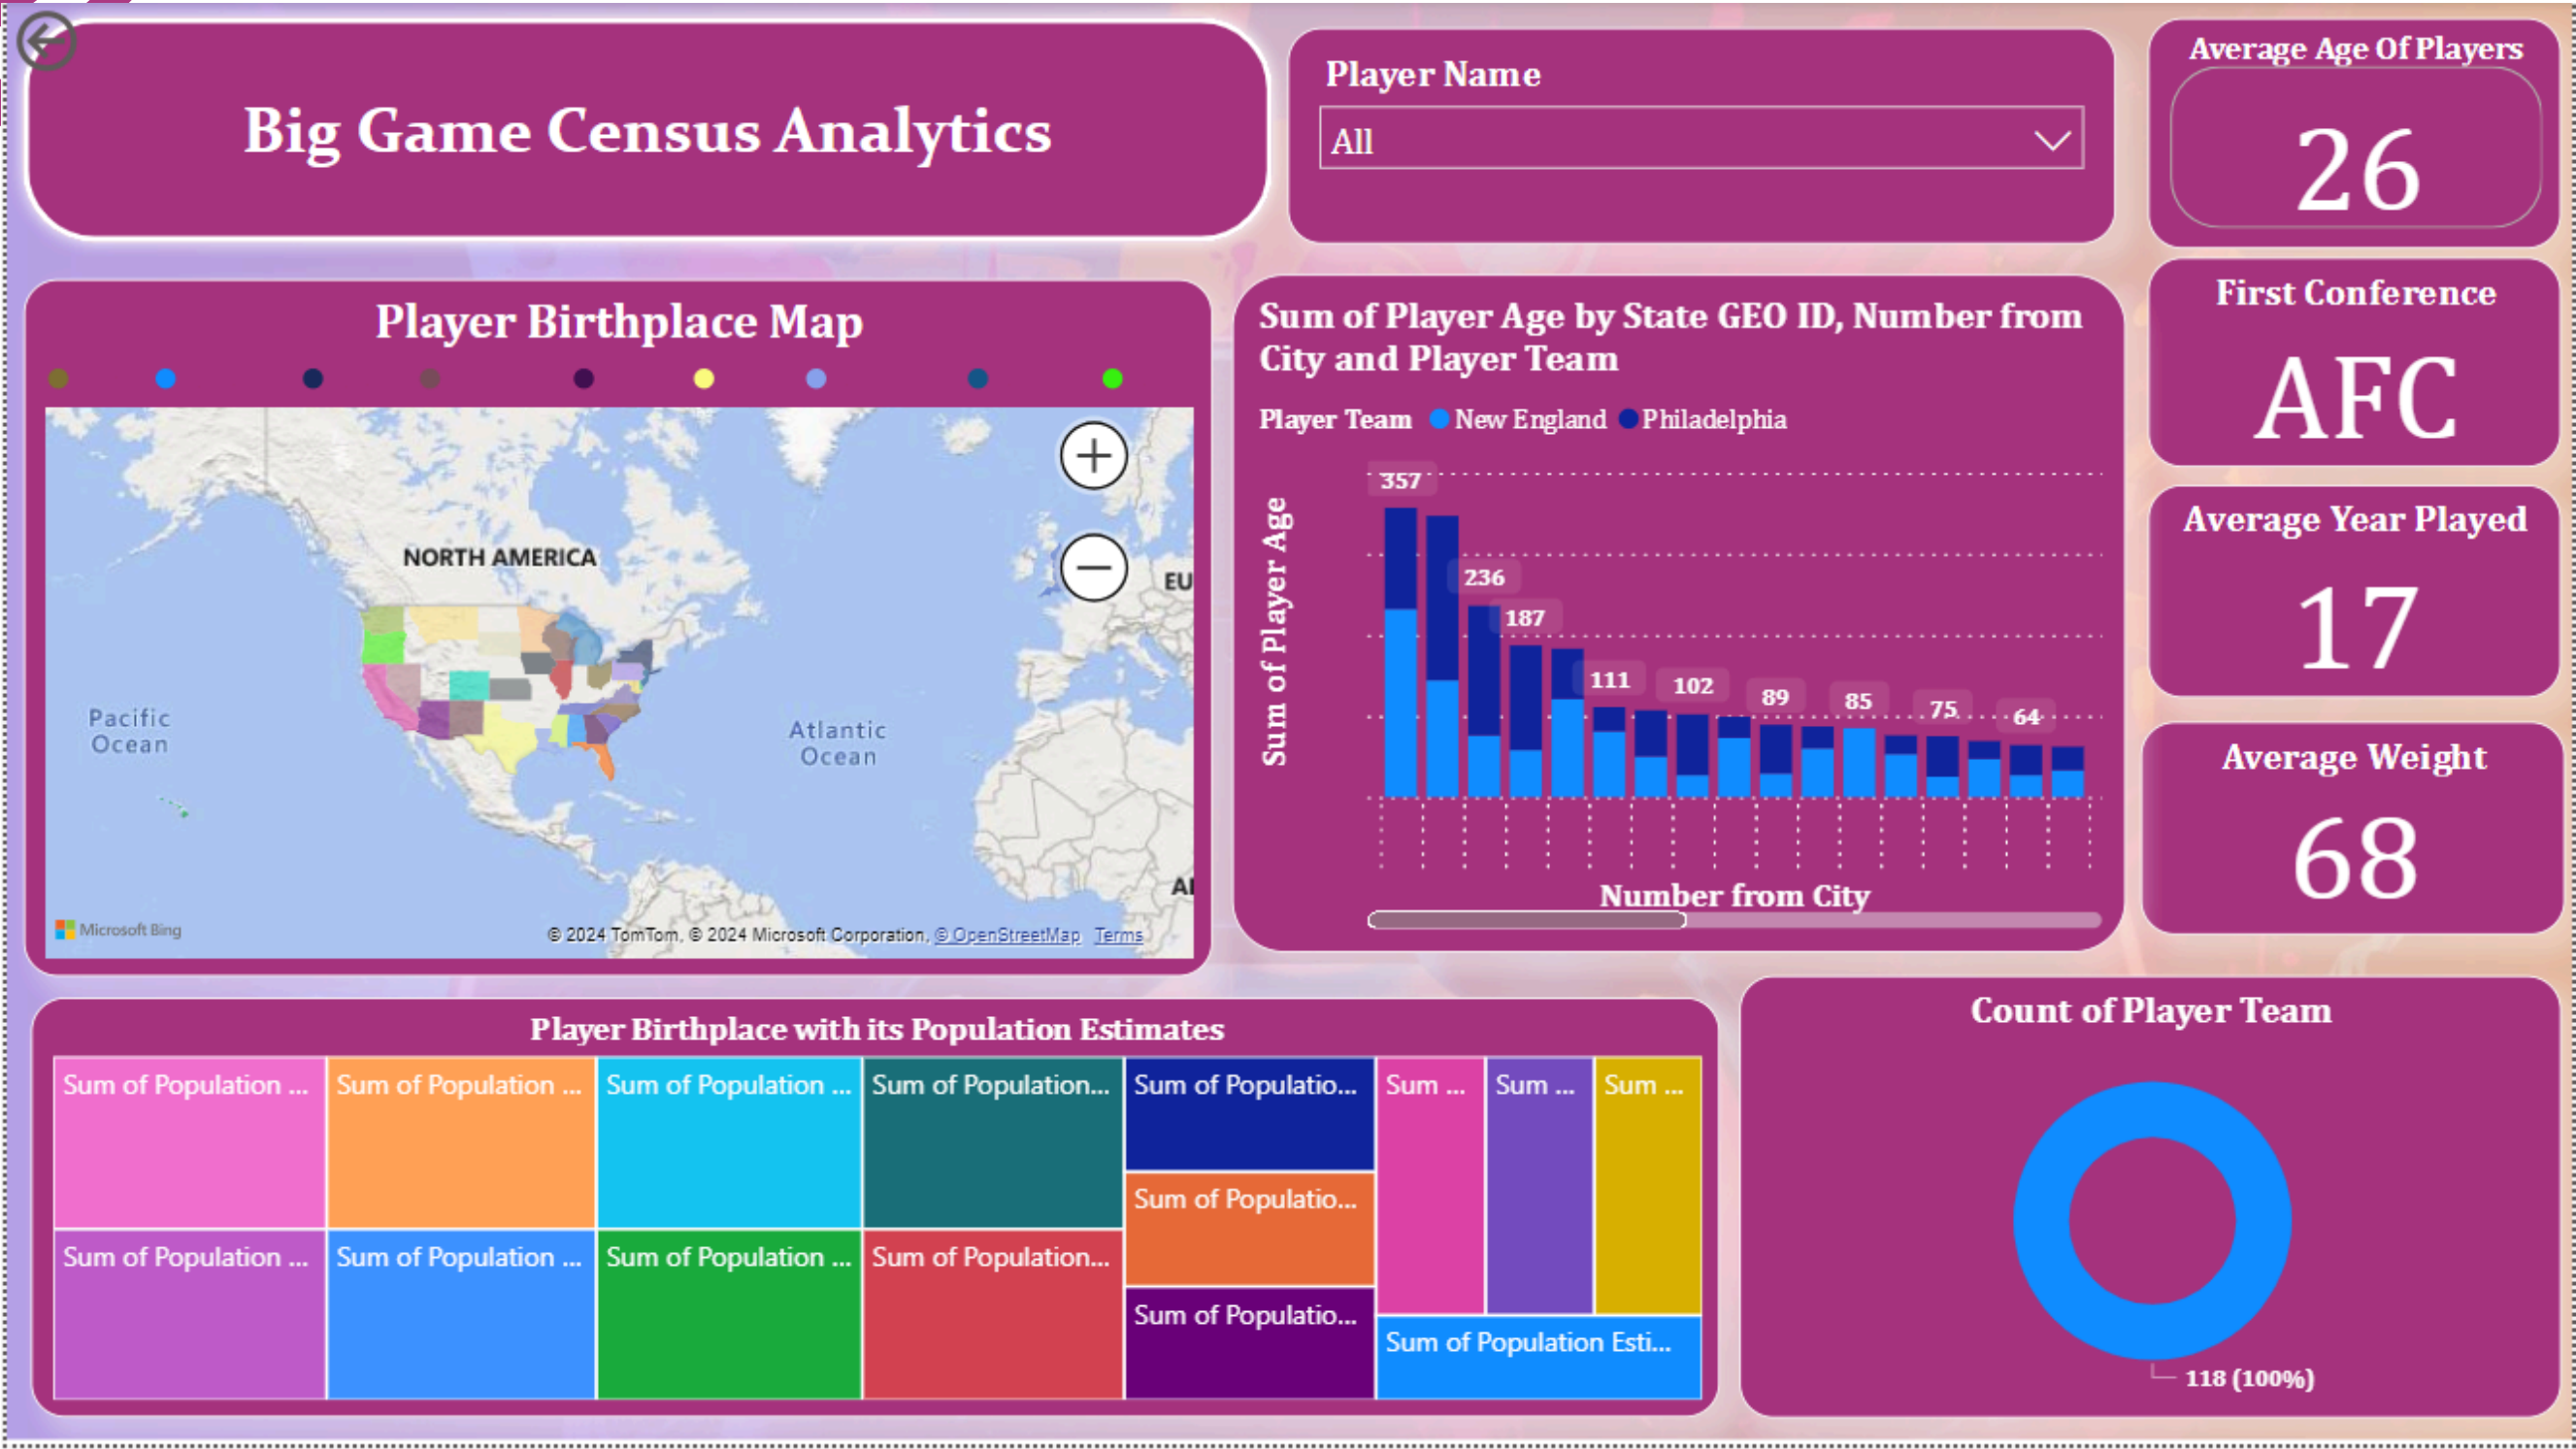 Big Game Census Analytics
Player Name
All
Average Age Of Players
26
First Conference
AFC
Average Year Played
17
Average Weight
68
Player Birthplace Map
NORTH AMERICA
EU
Pacific
Ocean
Atlantic
Ocean
AI
Microsoft Bing
© 2024 TomTom, © 2024 Microsoft Corporation, © OpenStreetMap Terms
Sum of Player Age by State GEO ID, Number from
City and Player Team
Player Team New England Philadelphia
Sum of Player Age
357
236
187
111
102
89
85
75
64
Number from City
Player Birthplace with its Population Estimates
Sum of Population ...
Sum of Population ...
Sum of Population ...
Sum of Population...
Sum of Populatio...
Sum ...
Sum ...
Sum ...
Sum of Populatio...
Sum of Population ...
Sum of Population ...
Sum of Population ...
Sum of Population...
Sum of Populatio...
Sum of Population Esti...
Count of Player Team
118 (100%)